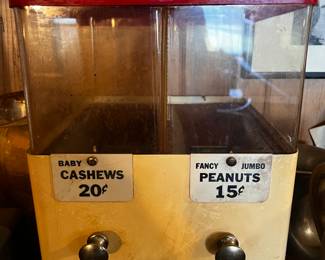 BABY
CASHEWS
20¢
FANCY JUMBO
PEANUTS
15¢